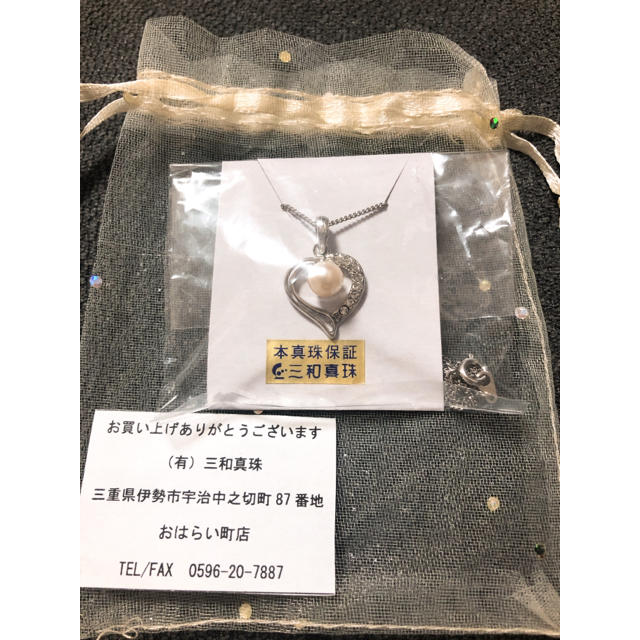 本真珠保証
三和真珠
お買い上げありがとうございます
（有）三和真珠
三重県伊勢市宇治中之切町 87 番地
おはらい町店
TEL/FAX 0596-20-7887